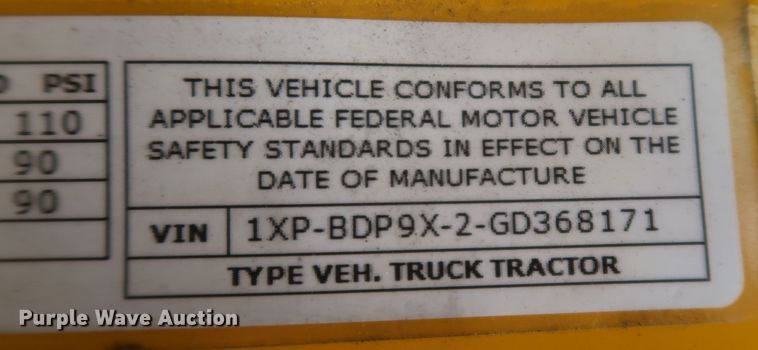 PSI
110
90
90
THIS VEHICLE CONFORMS TO ALL
APPLICABLE FEDERAL MOTOR VEHICLE
SAFETY STANDARDS IN EFFECT ON THE
DATE OF MANUFACTURE
VIN 1XP-BDP9X-2-GD368171
TYPE VEH. TRUCK TRACTOR
Purple Wave Auction